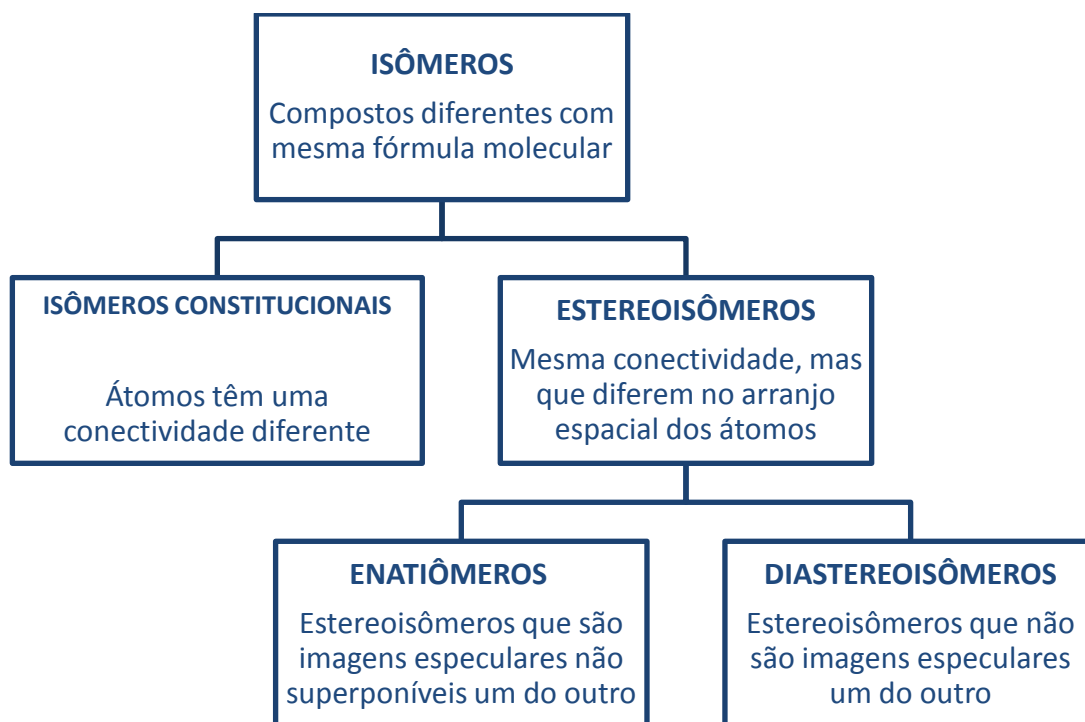 ISÔMEROS
Compostos diferentes com
mesma fórmula molecular
ISÔMEROS CONSTITUCIONAIS
Átomos têm uma
conectividade diferente
ESTEREOISÔMEROS
Mesma conectividade, mas
que diferem no arranjo
espacial dos átomos
ENATIÔMEROS
Estereoisômeros que são
imagens especulares não
superponíveis um do outro
DIASTEREOISÔMEROS
Estereoisômeros que não
são imagens especulares
um do outro